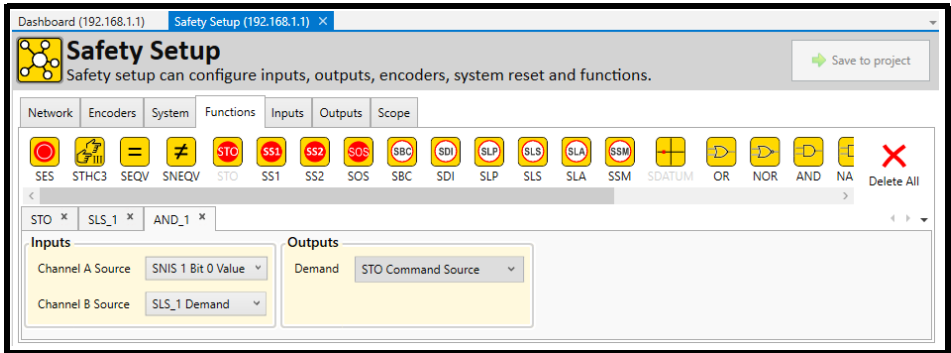 Dashboard (192.168.1.1) Safety Setup (192.168.1.1) ×
Safety Setup
Safety setup can configure inputs, outputs, encoders, system reset and functions.
Save to project
Network Encoders System Functions Inputs Outputs Scope
STO SS1 SS2 SOS SBC SDI SLP SLS SLA SSM
SES STHC3 SEQV SNEQV STO SS1 SS2 SOS SBC SDI SLP SLS SLA SSM SDATUM OR NOR AND NA
Delete All
STO × SLS_1 × AND_1 ×
Inputs Outputs
Channel A Source SNIS 1 Bit 0 Value Demand STO Command Source
Channel B Source SLS_1 Demand